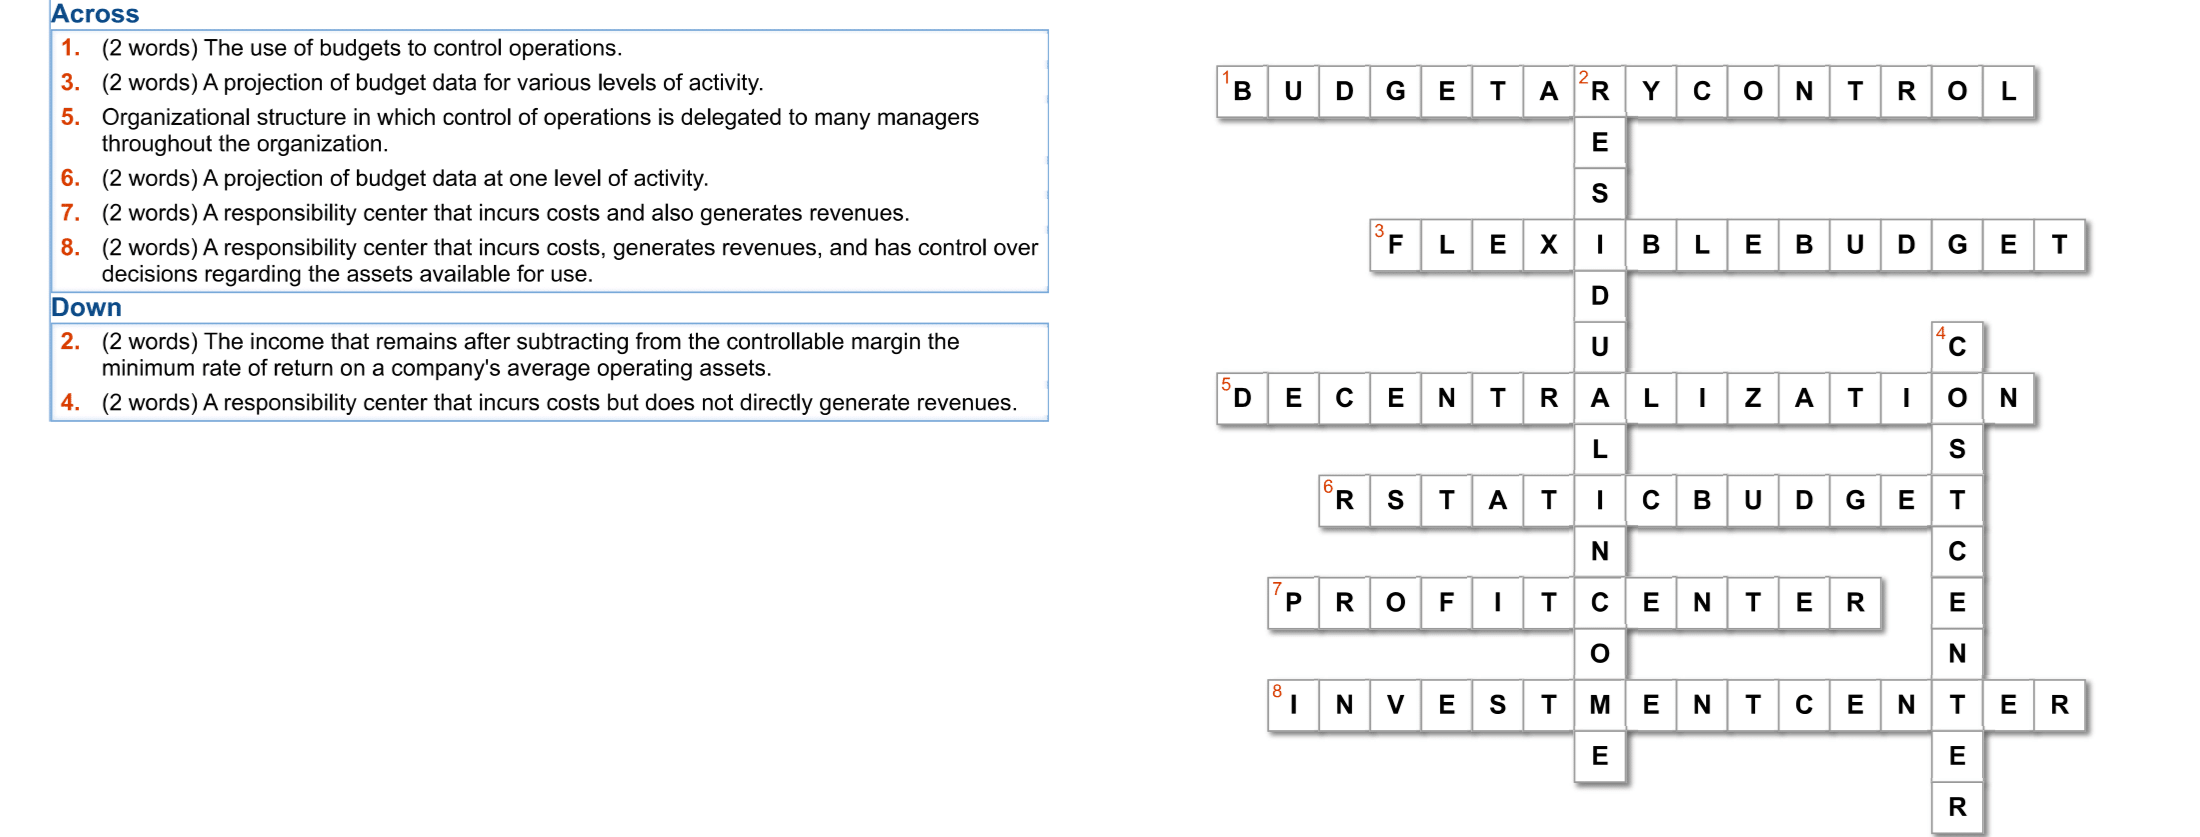 Across
1. (2 words) The use of budgets to control operations.
3. (2 words) A projection of budget data for various levels of activity.
5. Organizational structure in which control of operations is delegated to many managers
throughout the organization.
6. (2 words) A projection of budget data at one level of activity.
7. (2 words) A responsibility center that incurs costs and also generates revenues.
8. (2 words) A responsibility center that incurs costs, generates revenues, and has control over
decisions regarding the assets available for use.
Down
2. (2 words) The income that remains after subtracting from the controllable margin the
minimum rate of return on a company's average operating assets.
4. (2 words) A responsibility center that incurs costs but does not directly generate revenues.
1 B U D G E T A 2 R Y C O N T R O L
E
S
3 F L E X I B L E B U D G E T
D
U 4 C
5 D E C E N T R A L I Z A T I O N
L S
6 R S T A T I C B U D G E T
N C
7 P R O F I T C E N T E R E
O N
8 I N V E S T M E N T C E N T E R
E E
R